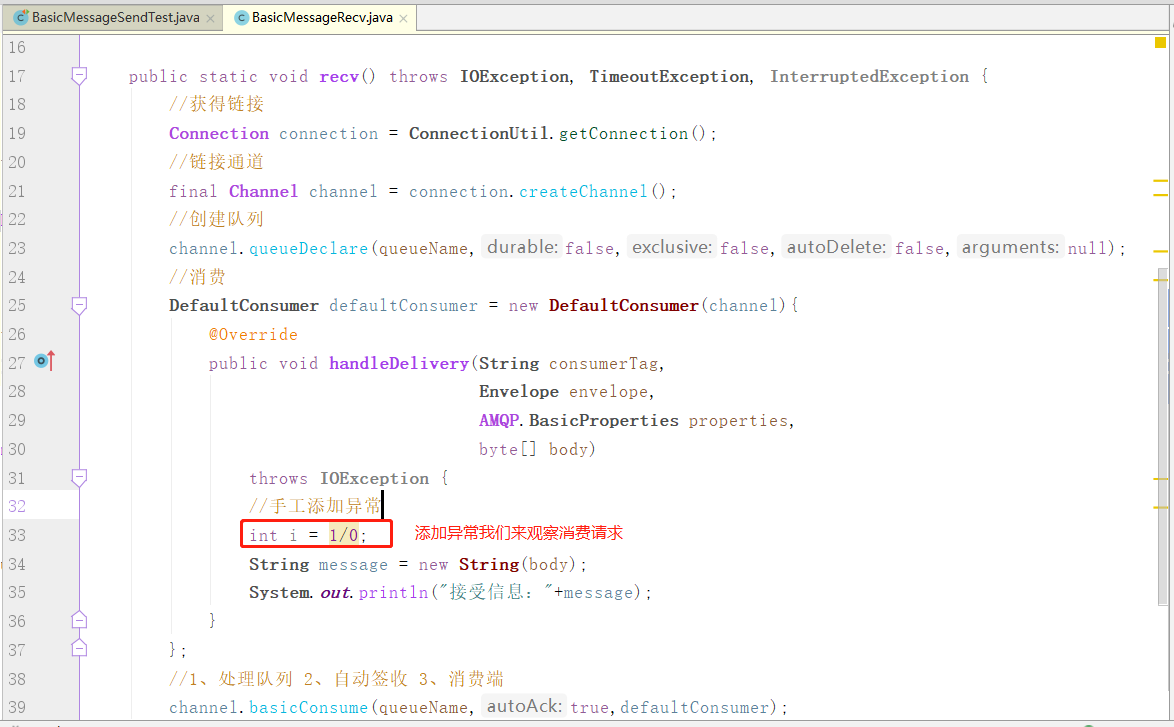 BasicMessageSendTest.java × BasicMessageRecv.java ×
16
17 public static void recv() throws IOException, TimeoutException, InterruptedException {
18 //获得链接
19 Connection connection = ConnectionUtil.getConnection();
20 //链接通道
21 final Channel channel = connection.createChannel();
22 //创建队列
23 channel.queueDeclare(queueName, durable: false, exclusive: false, autoDelete: false, arguments: null);
24 //消费
25 DefaultConsumer defaultConsumer = new DefaultConsumer(channel){
26 @Override
27 public void handleDelivery(String consumerTag,
28 Envelope envelope,
29 AMQP.BasicProperties properties,
30 byte[] body)
31 throws IOException {
32 //手工添加异常
33 int i = 1/0; 添加异常我们来观察消费请求
34 String message = new String(body);
35 System.out.println("接受信息："+message);
36 }
37 };
38 //1、处理队列 2、自动签收 3、消费端
39 channel.basicConsume(queueName, autoAck: true,defaultConsumer);